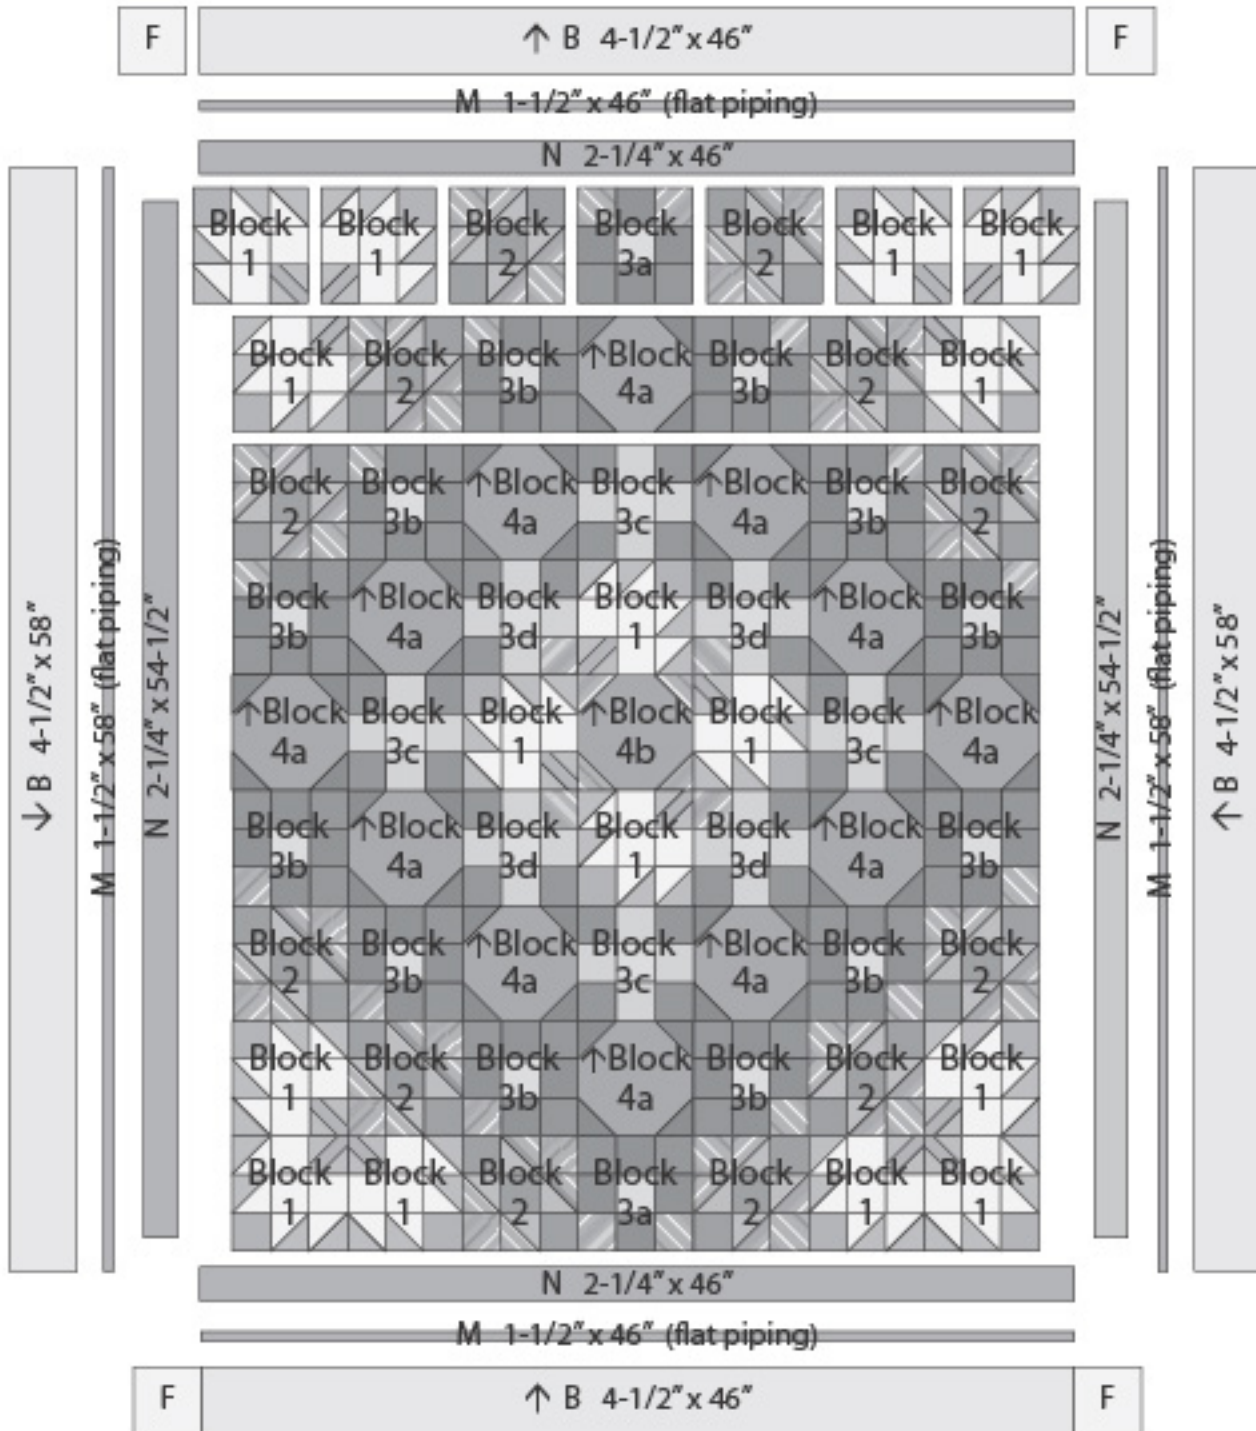 F ↑ B 4-1/2" x 46" F
M 1-1/2" x 46" (flat piping)
N 2-1/4" x 46"
Block 1 Block 1 Block 2 Block 3a Block 2 Block 1 Block 1
Block 1 Block 2 Block 3b ↑Block 4a Block 3b Block 2 Block 1
Block 2 Block 3b ↑Block 4a Block 3c ↑Block 4a Block 3b Block 2
Block 3b ↑Block 4a Block 3d Block 1 Block 3d ↑Block 4a Block 3b
↑Block 4a Block 3c Block 1 ↑Block 4b Block 1 Block 3c ↑Block 4a
Block 3b ↑Block 4a Block 3d Block 1 Block 3d ↑Block 4a Block 3b
Block 2 Block 3b ↑Block 4a Block 3c ↑Block 4a Block 3b Block 2
Block 1 Block 2 Block 3b ↑Block 4a Block 3b Block 2 Block 1
Block 1 Block 1 Block 2 Block 3a Block 2 Block 1 Block 1
↓ B 4-1/2" x 58"
M 1-1/2" x 58" (flat piping)
N 2-1/4" x 54-1/2"
N 2-1/4" x 54-1/2"
M 1-1/2" x 58" (flat piping)
↑ B 4-1/2" x 58"
N 2-1/4" x 46"
M 1-1/2" x 46" (flat piping)
F ↑ B 4-1/2" x 46" F